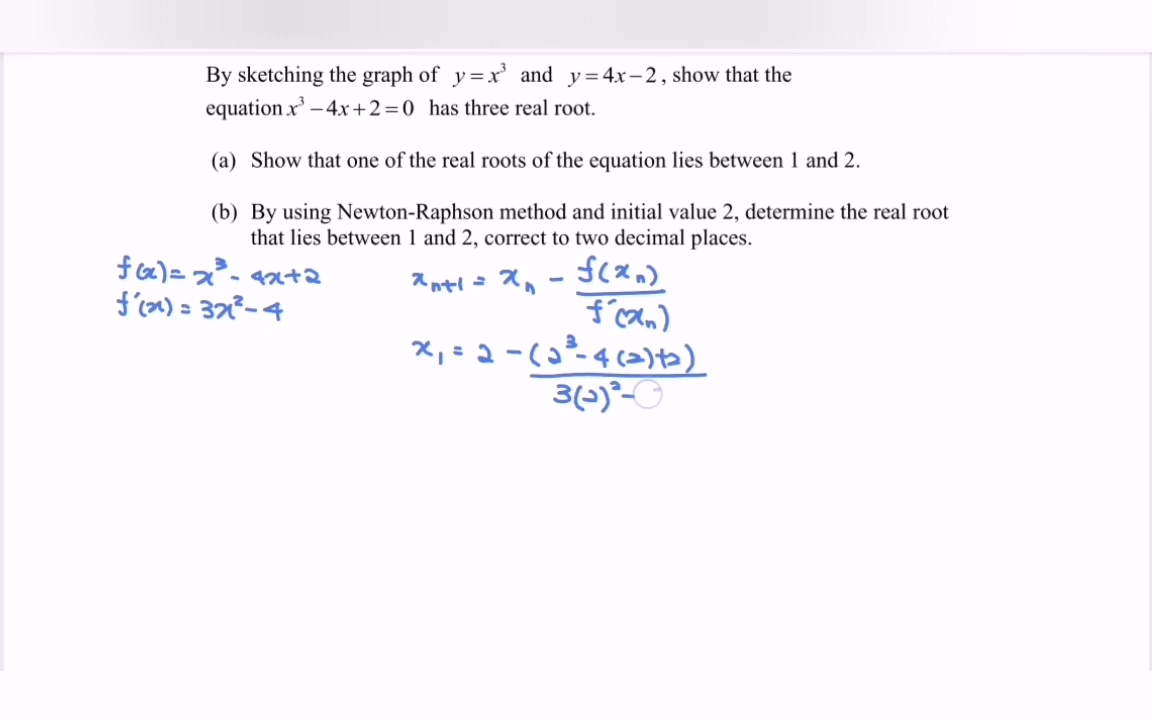 By sketching the graph of y = x³ and y = 4x − 2, show that the
equation x³ − 4x + 2 = 0 has three real root.
(a) Show that one of the real roots of the equation lies between 1 and 2.
(b) By using Newton-Raphson method and initial value 2, determine the real root
that lies between 1 and 2, correct to two decimal places.
f(x) = x³ - 4x + 2
f'(x) = 3x² - 4
xₙ₊₁ = xₙ - f(xₙ) / f'(xₙ)
x₁ = 2 - (2³ - 4(2) + 2) / 3(2)² -